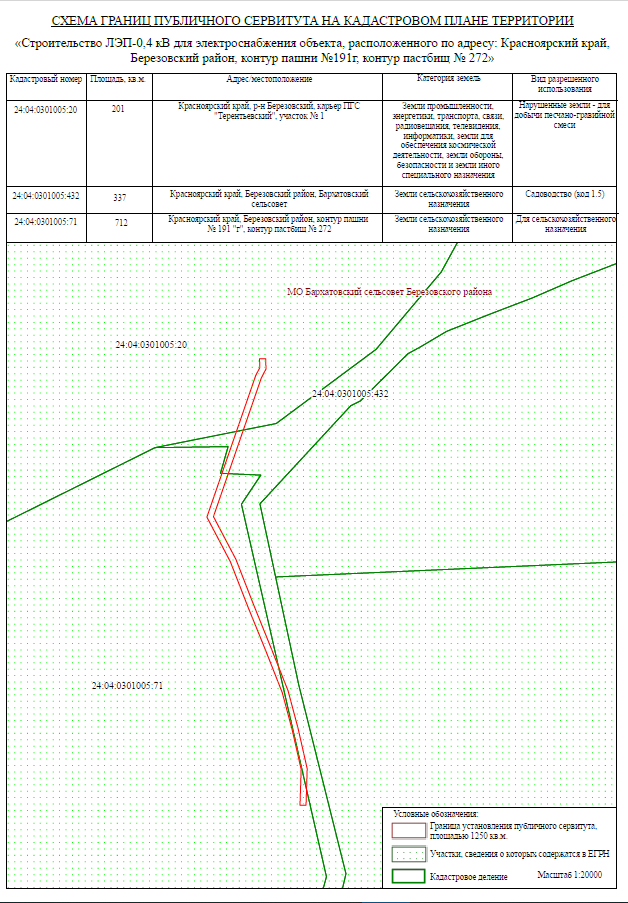 СХЕМА ГРАНИЦ ПУБЛИЧНОГО СЕРВИТУТА НА КАДАСТРОВОМ ПЛАНЕ ТЕРРИТОРИИ
«Строительство ЛЭП-0,4 кВ для электроснабжения объекта, расположенного по адресу: Красноярский край,
Березовский район, контур пашни №191г, контур пастбищ № 272»
Кадастровый номер
Площадь, кв.м.
Адрес/местоположение
Категория земель
Вид разрешенного
использования
24:04:0301005:20
201
Красноярский край, р-н Березовский, карьер ПГС
"Терентьевский", участок № 1
Земли промышленности,
энергетики, транспорта, связи,
радиовещания, телевидения,
информатики, земли для
обеспечения космической
деятельности, земли обороны,
безопасности и земли иного
специального назначения
Нарушенные земли - для
добычи песчано-гравийной
смеси
24:04:0301005:432
337
Красноярский край, Березовский район, Бархатовский
сельсовет
Земли сельскохозяйственного
назначения
Садоводство (код 1.5)
24:04:0301005:71
712
Красноярский край, Березовский район, контур пашни
№ 191 "г", контур пастбищ № 272
Земли сельскохозяйственного
назначения
Для сельскохозяйственного
назначения
МО Бархатовский сельсовет Березовского района
24:04:0301005:20
24:04:0301005:432
24:04:0301005:71
Условные обозначения:
Граница установления публичного сервитута,
площадью 1250 кв.м.
Участки, сведения о которых содержатся в ЕГРН
Кадастровое деление
Масштаб 1:20000